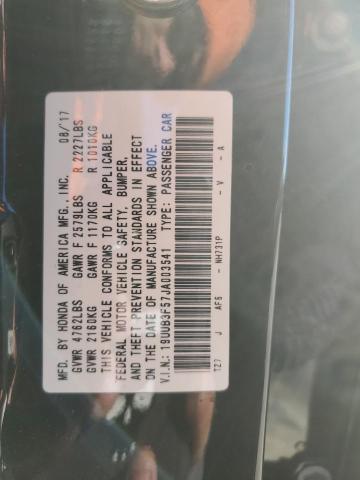 MFD. BY HONDA OF AMERICA MFG., INC. 08/'17
GVWR 4762LBS GAWR F 2579LBS R 2227LBS
GVWR 2160KG GAWR F 1170KG R 1010KG
THIS VEHICLE CONFORMS TO ALL APPLICABLE
FEDERAL MOTOR VEHICLE SAFETY, BUMPER,
AND THEFT PREVENTION STANDARDS IN EFFECT
ON THE DATE OF MANUFACTURE SHOWN ABOVE.
V.I.N.: 19UUB3F57JA003541 TYPE: PASSENGER CAR
TZ7 J AF6 - NH731P - V - A